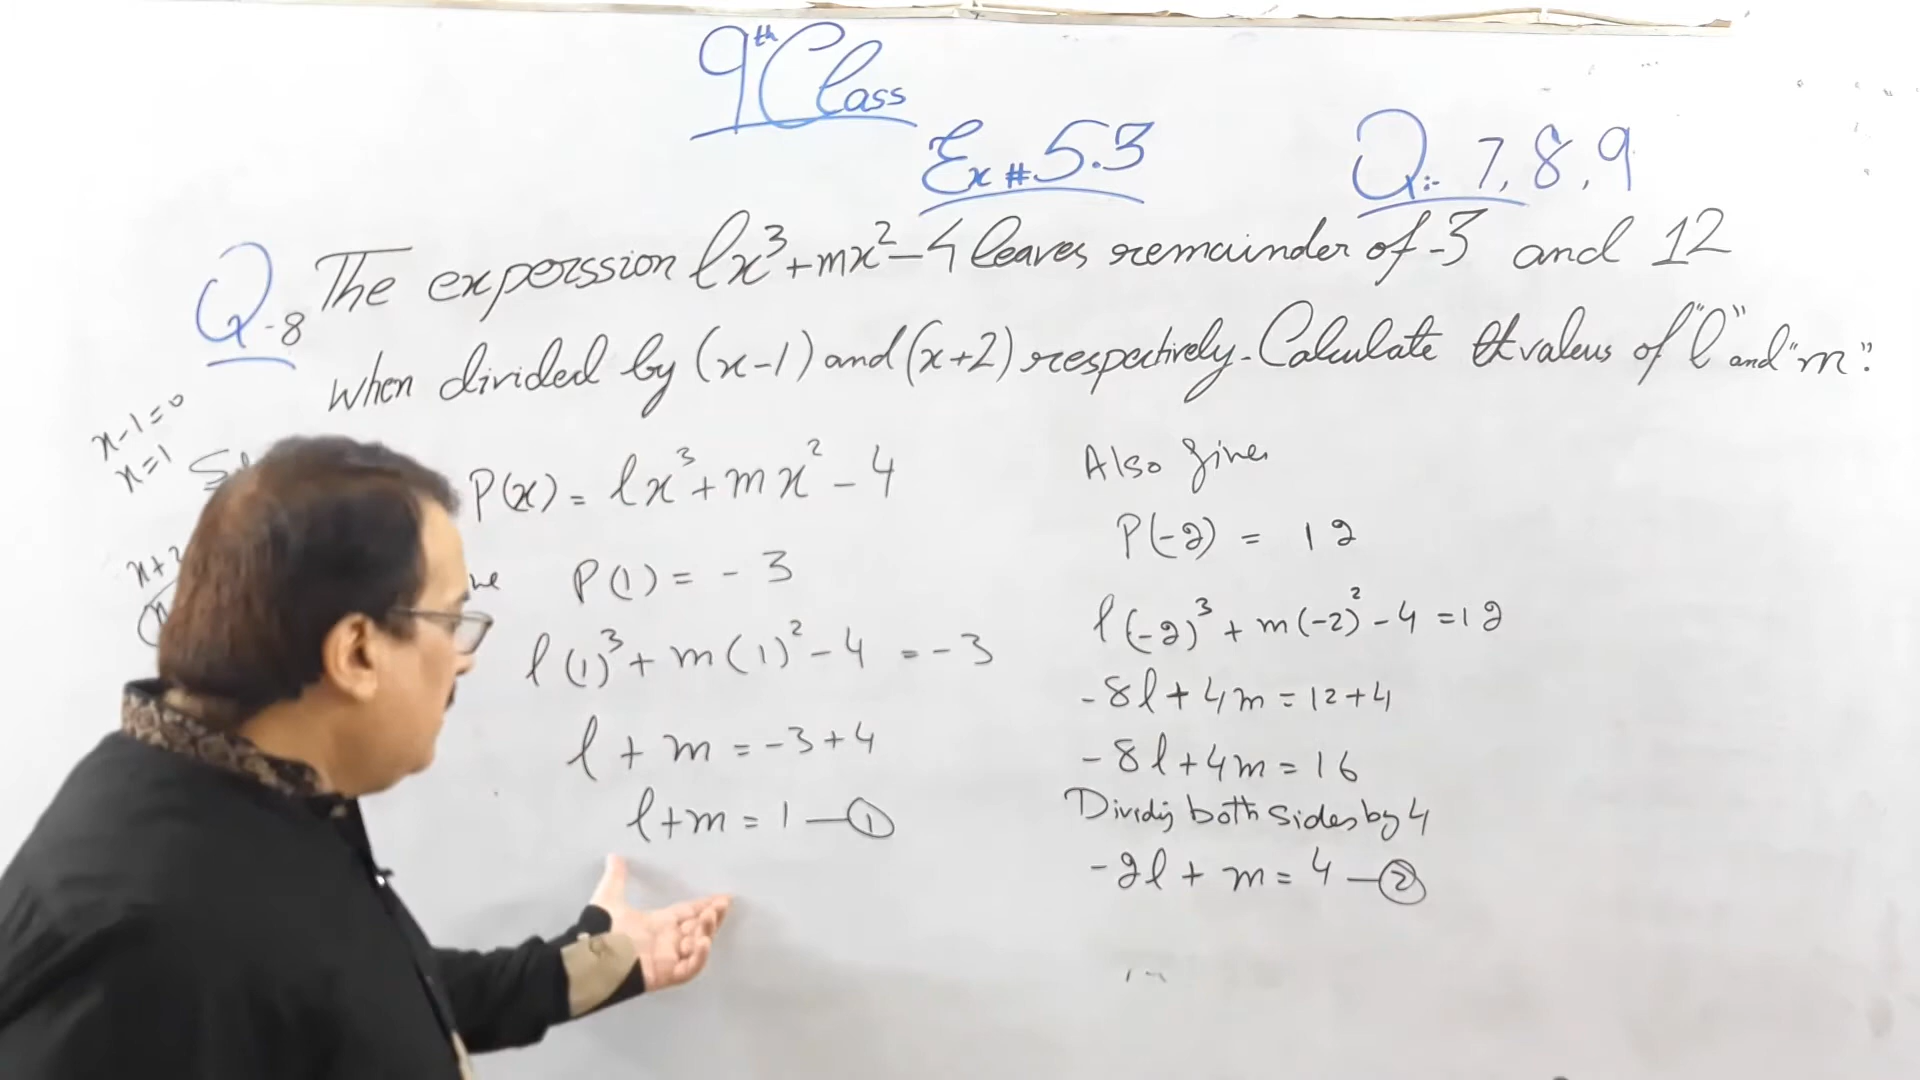 9th Class
Ex # 5.3
Q:- 7, 8, 9
Q-8 The experssion lx³+mx²-4 leaves remainder of -3 and 12
when divided by (x-1) and (x+2) respectively. Calculate valeus of "l" and "m".
x-1=0
x=1
P(x) = lx³+mx²-4
P(1) = -3
l(1)³+m(1)²-4 = -3
l + m = -3+4
l+m = 1 —①
x+2
Also given
P(-2) = 12
l(-2)³+m(-2)²-4=12
-8l+4m=12+4
-8l+4m=16
Dividing both sides by 4
-2l + m = 4 —②